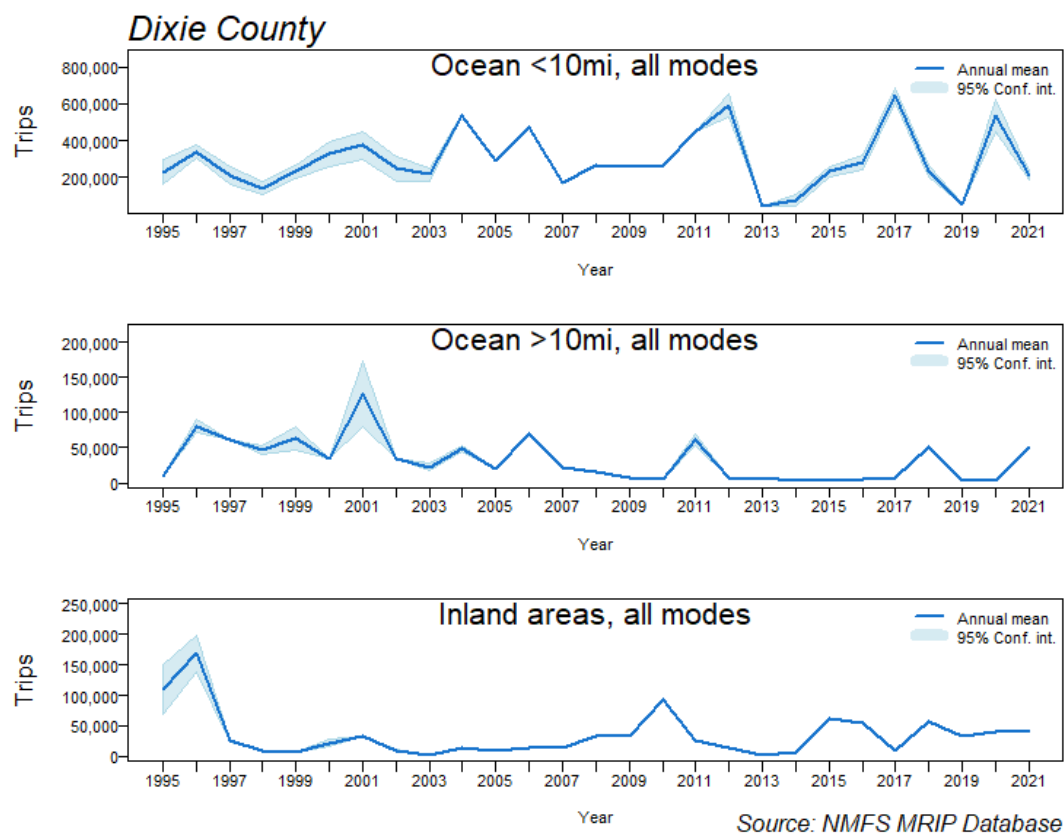 Dixie County
Ocean <10mi, all modes
Annual mean
95% Conf. int.
Trips
800,000
600,000
400,000
200,000
1995 1997 1999 2001 2003 2005 2007 2009 2011 2013 2015 2017 2019 2021
Year
Ocean >10mi, all modes
Annual mean
95% Conf. int.
Trips
200,000
150,000
100,000
50,000
0
1995 1997 1999 2001 2003 2005 2007 2009 2011 2013 2015 2017 2019 2021
Year
Inland areas, all modes
Annual mean
95% Conf. int.
Trips
250,000
200,000
150,000
100,000
50,000
0
1995 1997 1999 2001 2003 2005 2007 2009 2011 2013 2015 2017 2019 2021
Year
Source: NMFS MRIP Database